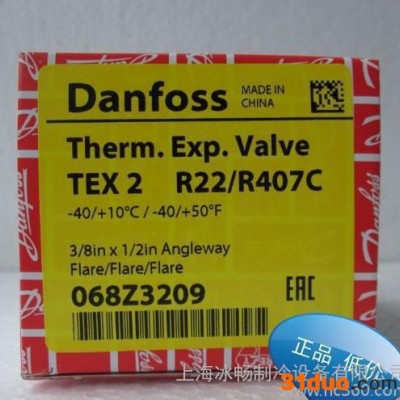 Danfoss
MADE IN
CHINA
Therm. Exp. Valve
TEX 2 R22/R407C
-40/+10°C / -40/+50°F
3/8in x 1/2in Angleway
Flare/Flare/Flare
068Z3209
EAC
Danfoss
正品 低价
上海冰畅制冷设备有限公司
31duo.com